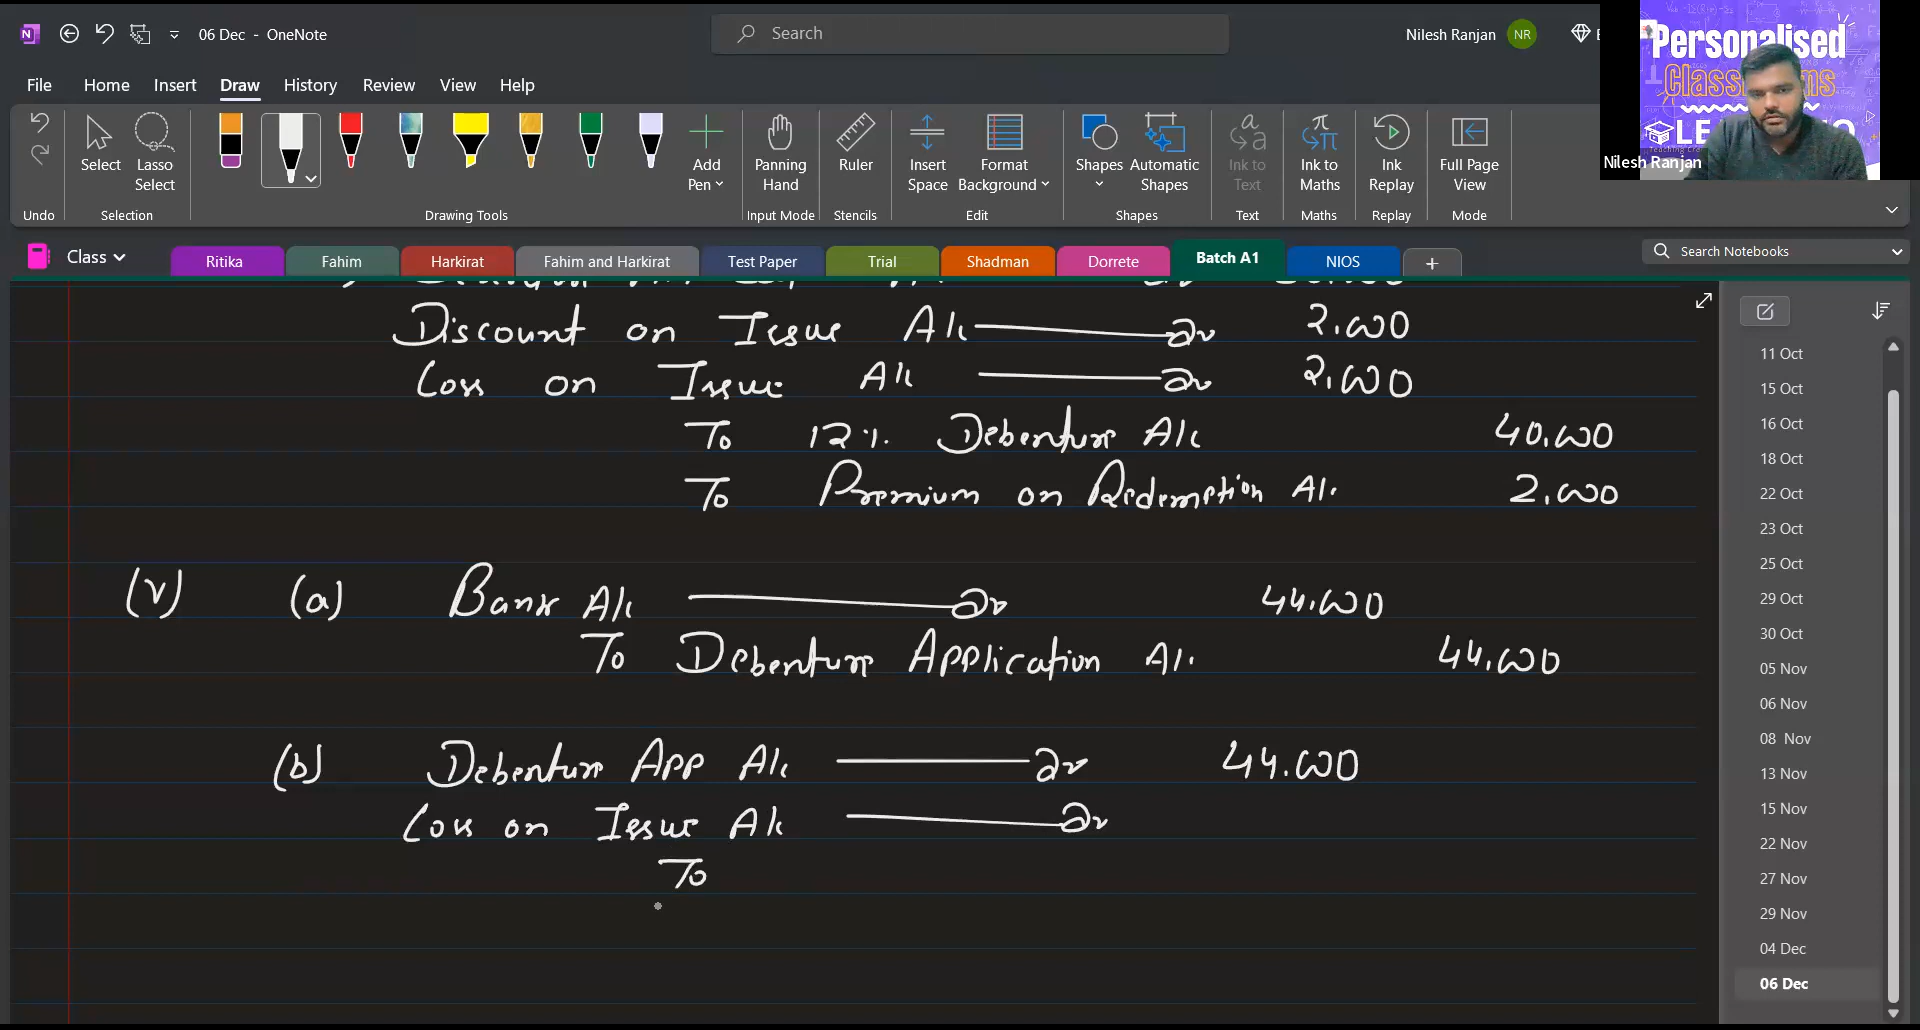 06 Dec - OneNote
Search
Nilesh Ranjan NR
Personalised
Nilesh Ranjan
File Home Insert Draw History Review View Help
Select Lasso Select Add Pen Panning Hand Ruler Insert Space Format Background Shapes Automatic Shapes Ink to Text Ink to Maths Ink Replay Full Page View
Undo Selection Drawing Tools Input Mode Stencils Edit Shapes Text Maths Replay Mode
Class Ritika Fahim Harkirat Fahim and Harkirat Test Paper Trial Shadman Dorrete Batch A1 NIOS + Search Notebooks
Discount on Issue A/c Dr 2,000
Loss on Issue A/c Dr 2,000
To 12% Debenture A/c 40,000
To Premium on Redemption A/c 2,000
(v) (a) Bank A/c Dr 44,000
To Debenture Application A/c 44,000
(b) Debenture App A/c Dr 44,000
Loss on Issue A/c Dr
To
11 Oct
15 Oct
16 Oct
18 Oct
22 Oct
23 Oct
25 Oct
29 Oct
30 Oct
05 Nov
06 Nov
08 Nov
13 Nov
15 Nov
22 Nov
27 Nov
29 Nov
04 Dec
06 Dec